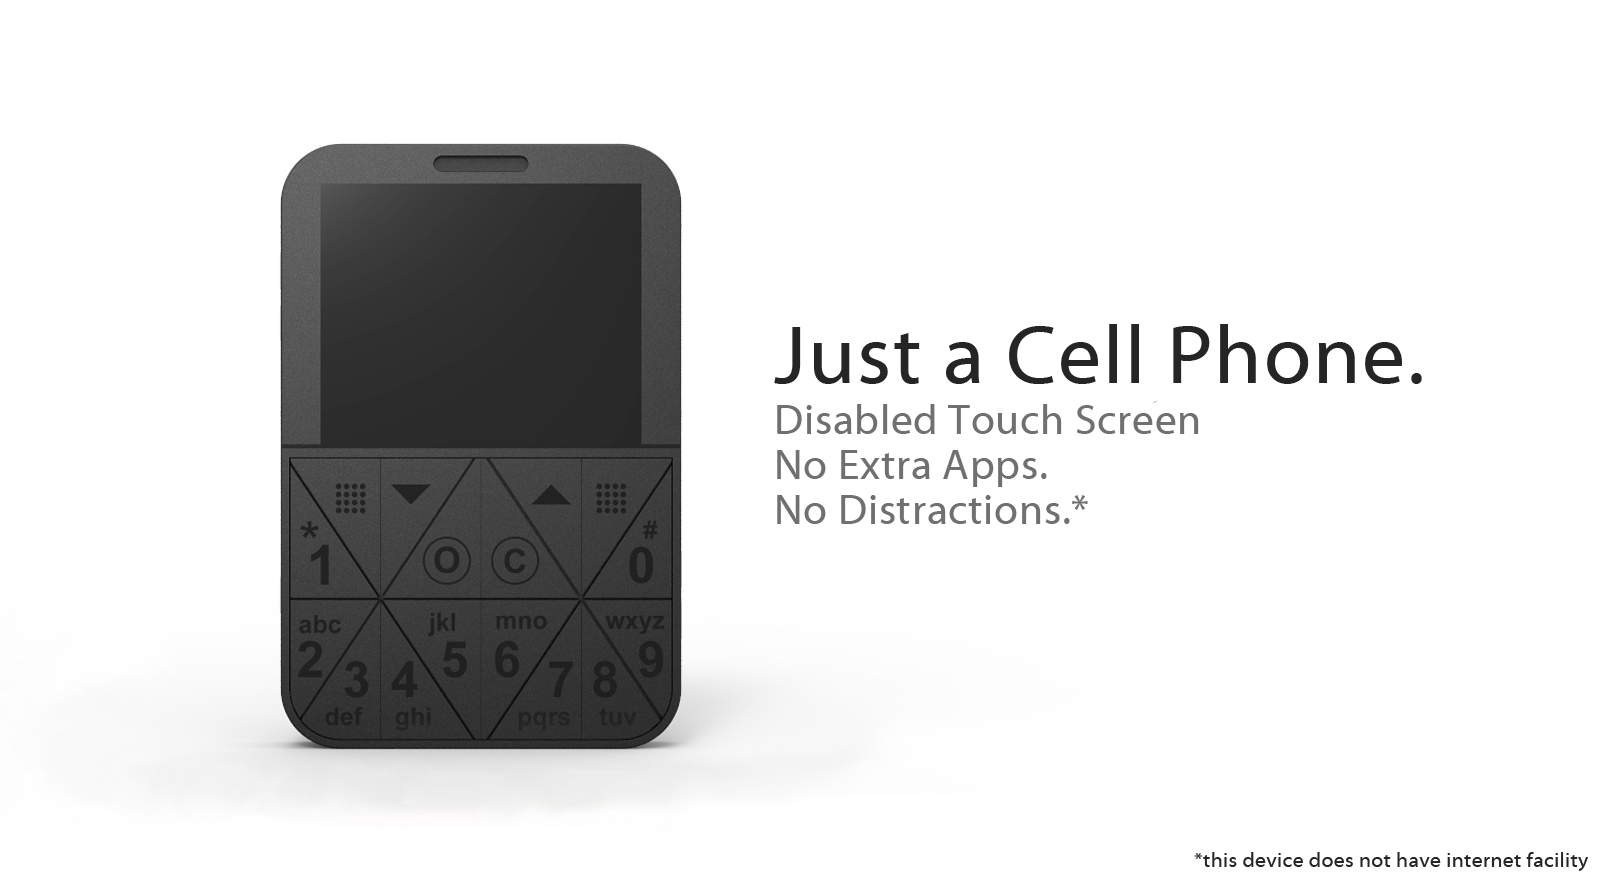 Just a Cell Phone.
Disabled Touch Screen
No Extra Apps.
No Distractions.*
* #
1 O C 0
abc jkl mno wxyz
2 3 4 5 6 7 8 9
def ghi pqrs tuv
*this device does not have internet facility